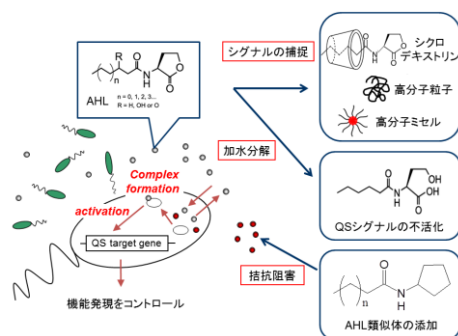 シグナルの捕捉
シクロ
デキストリン
高分子粒子
高分子ミセル
R
N
H
O
O
O
n
n = 0, 1, 2, 3...
R = H, OH or O
AHL
加水分解
Complex
formation
activation
QS target gene
機能発現をコントロール
O
N
H
OH
OH
O
QSシグナルの不活化
拮抗阻害
O
n
N
H
AHL類似体の添加